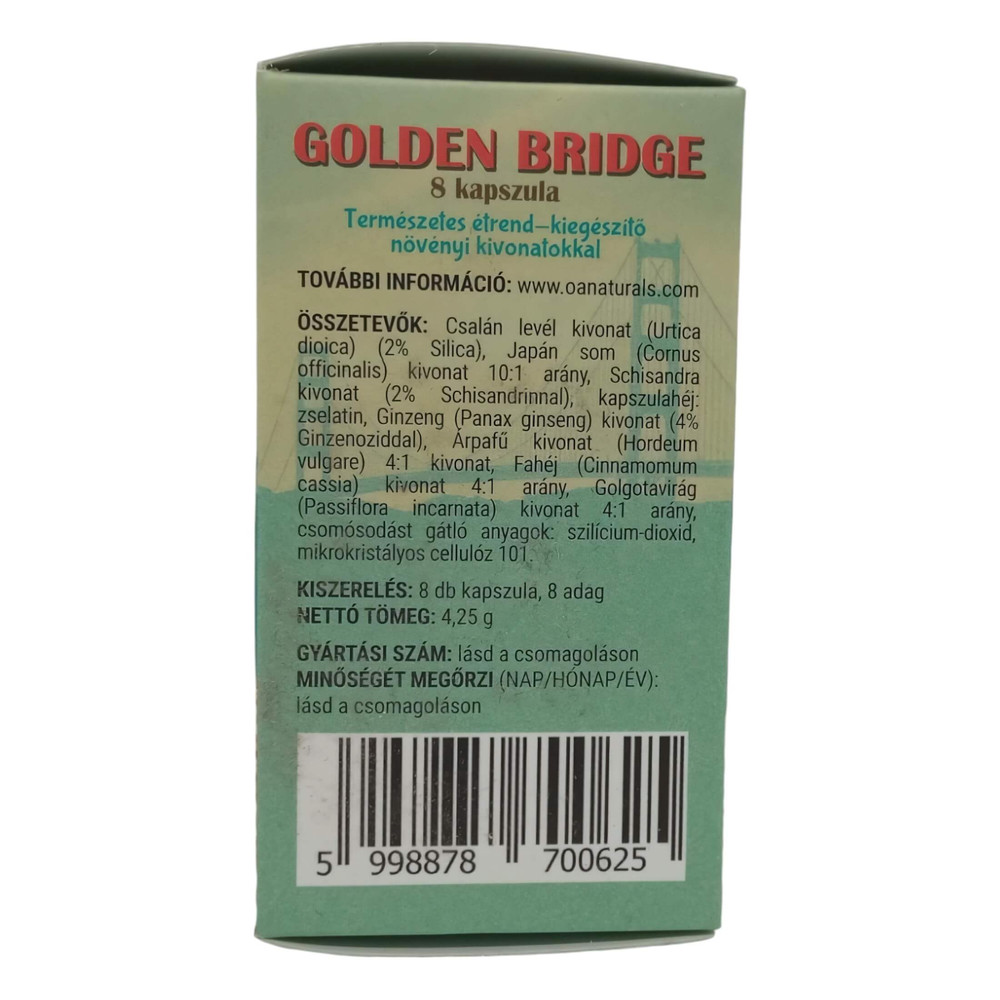 GOLDEN BRIDGE
8 kapszula
Természetes étrend–kiegészítő
növényi kivonatokkal
TOVÁBBI INFORMÁCIÓ: www.oanaturals.com
ÖSSZETEVŐK: Csalán levél kivonat (Urtica
dioica) (2% Silica), Japán som (Cornus
officinalis) kivonat 10:1 arány, Schisandra
kivonat (2% Schisandrinnal), kapszulahéj:
zselatin, Ginzeng (Panax ginseng) kivonat (4%
Ginzenoziddal), Árpafű kivonat (Hordeum
vulgare) 4:1 kivonat, Fahéj (Cinnamomum
cassia) kivonat 4:1 arány, Golgotavirág
(Passiflora incarnata) kivonat 4:1 arány,
csomósodást gátló anyagok: szilícium-dioxid,
mikrokristályos cellulóz 101.
KISZERELÉS: 8 db kapszula, 8 adag
NETTÓ TÖMEG: 4,25 g
GYÁRTÁSI SZÁM: lásd a csomagoláson
MINŐSÉGÉT MEGŐRZI (NAP/HÓNAP/ÉV):
lásd a csomagoláson
5 998878 700625